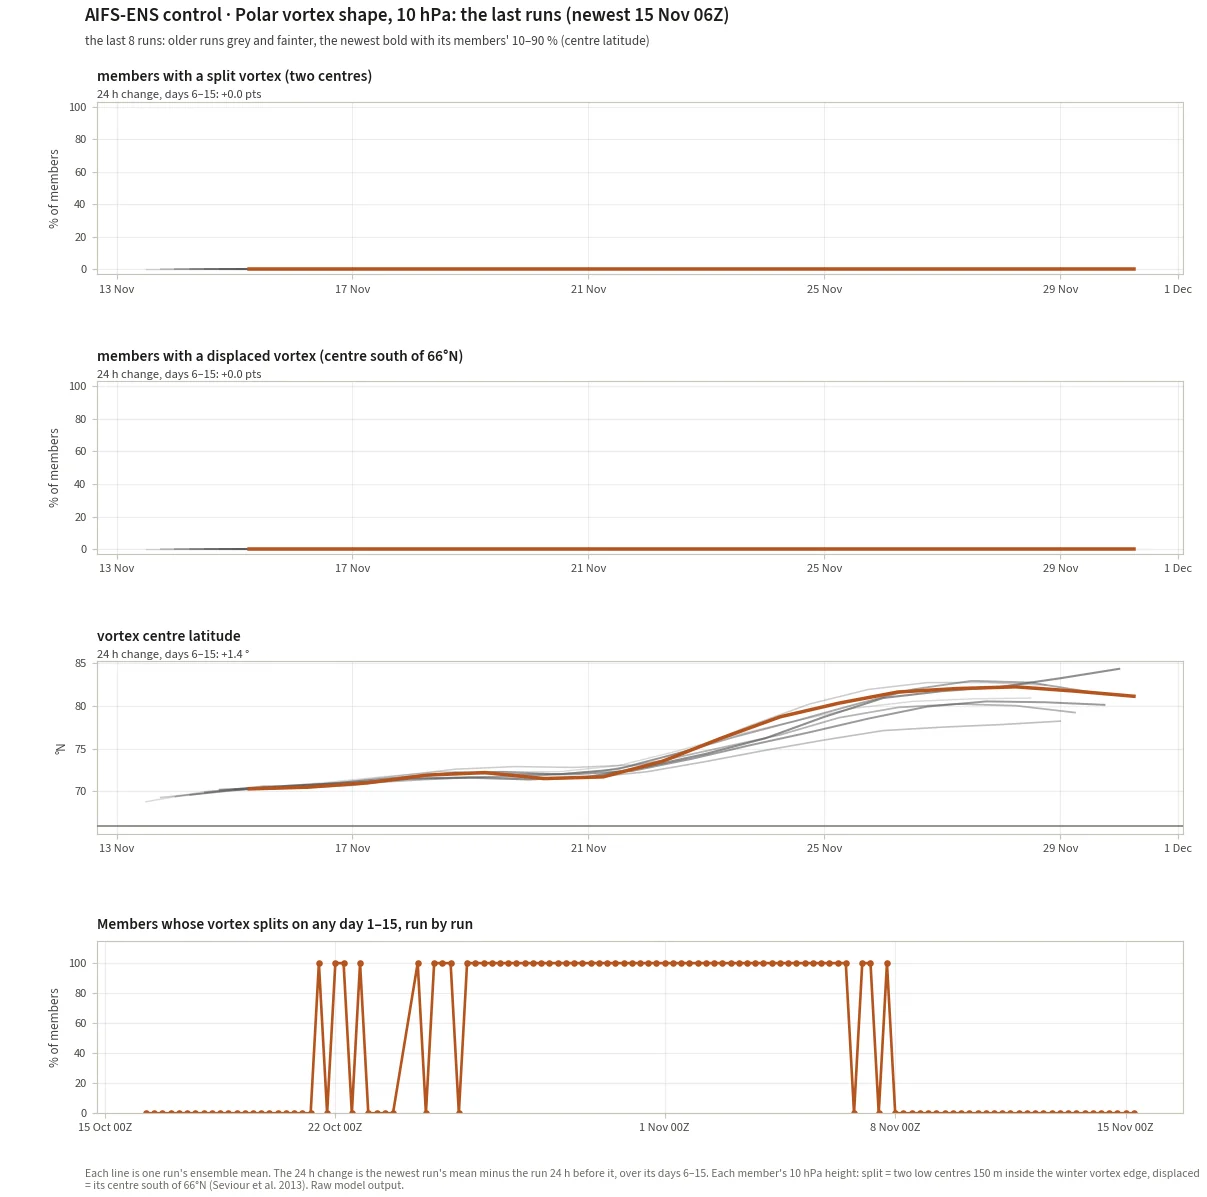 AIFS-ENS control · Polar vortex shape, 10 hPa: the last runs (newest 15 Nov 06Z)
the last 8 runs: older runs grey and fainter, the newest bold with its members' 10–90 % (centre latitude)
members with a split vortex (two centres)
24 h change, days 6–15: +0.0 pts
100
80
60
40
20
0
% of members
13 Nov 17 Nov 21 Nov 25 Nov 29 Nov 1 Dec
members with a displaced vortex (centre south of 66°N)
24 h change, days 6–15: +0.0 pts
100
80
60
40
20
0
% of members
13 Nov 17 Nov 21 Nov 25 Nov 29 Nov 1 Dec
vortex centre latitude
24 h change, days 6–15: +1.4 °
85
80
75
70
°N
13 Nov 17 Nov 21 Nov 25 Nov 29 Nov 1 Dec
Members whose vortex splits on any day 1–15, run by run
100
80
60
40
20
0
% of members
15 Oct 00Z 22 Oct 00Z 1 Nov 00Z 8 Nov 00Z 15 Nov 00Z
Each line is one run's ensemble mean. The 24 h change is the newest run's mean minus the run 24 h before it, over its days 6–15. Each member's 10 hPa height: split = two low centres 150 m inside the winter vortex edge, displaced
= its centre south of 66°N (Seviour et al. 2013). Raw model output.